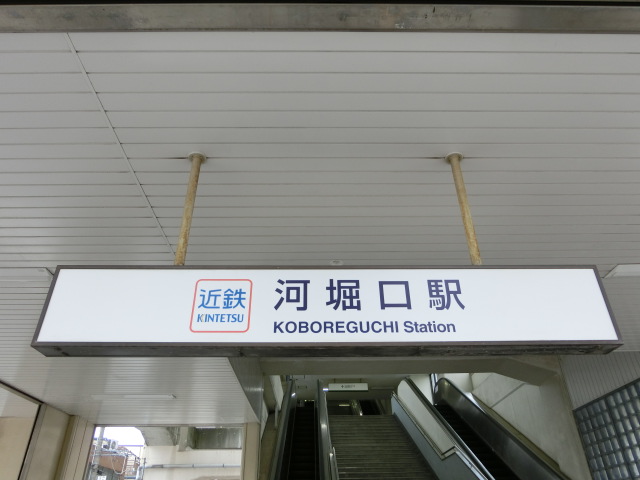 近鉄
KINTETSU
河堀口駅
KOBOREGUCHI Station